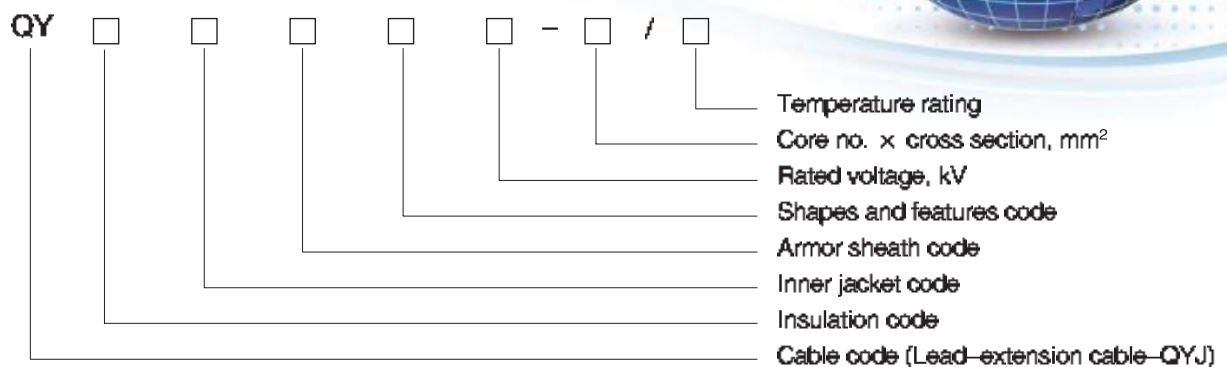 QY □ □ □ □ □ – □ / □
Temperature rating
Core no. × cross section, mm²
Rated voltage, kV
Shapes and features code
Armor sheath code
Inner jacket code
Insulation code
Cable code (Lead–extension cable–QYJ)